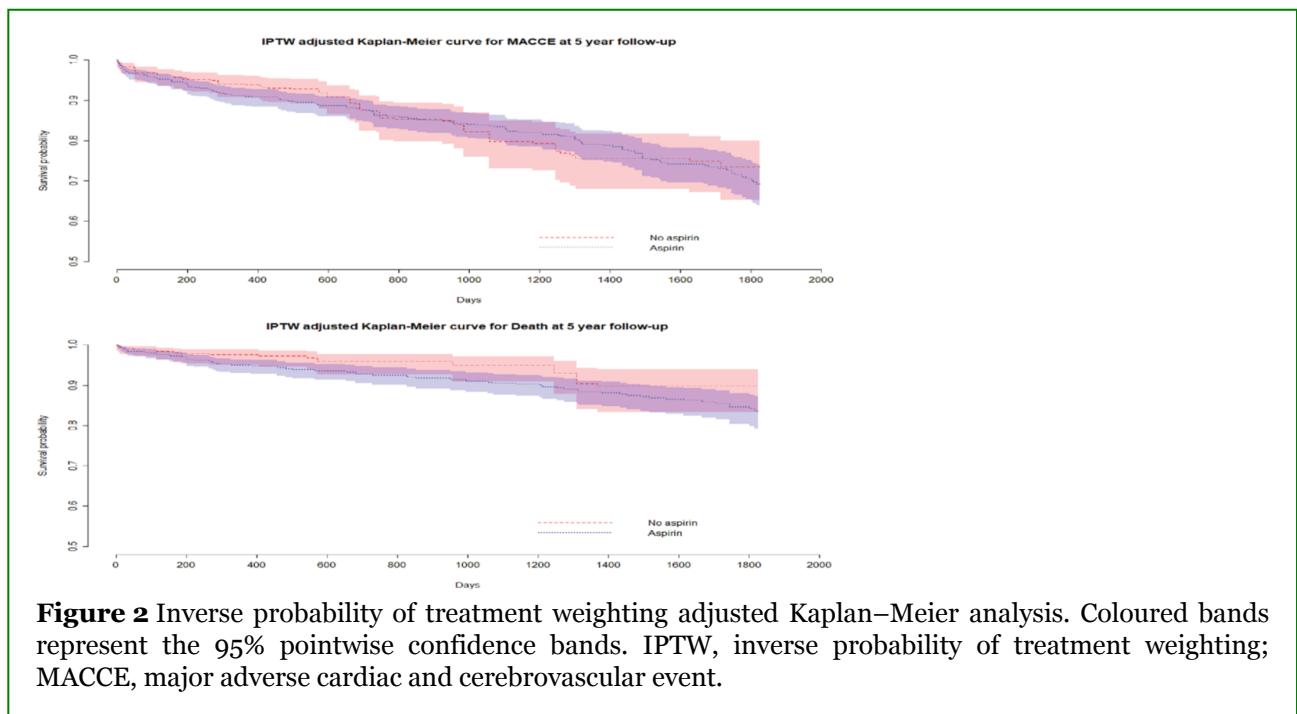 IPTW adjusted Kaplan-Meier curve for MACCE at 5 year follow-up
1.0
0.9
0.8
0.7
0.6
0.5
Survival probability
No aspirin
Aspirin
0 200 400 600 800 1000 1200 1400 1600 1800 2000
Days
IPTW adjusted Kaplan-Meier curve for Death at 5 year follow-up
1.0
0.9
0.8
0.7
0.6
0.5
Survival probability
No aspirin
Aspirin
0 200 400 600 800 1000 1200 1400 1600 1800 2000
Days
Figure 2 Inverse probability of treatment weighting adjusted Kaplan–Meier analysis. Coloured bands
represent the 95% pointwise confidence bands. IPTW, inverse probability of treatment weighting;
MACCE, major adverse cardiac and cerebrovascular event.